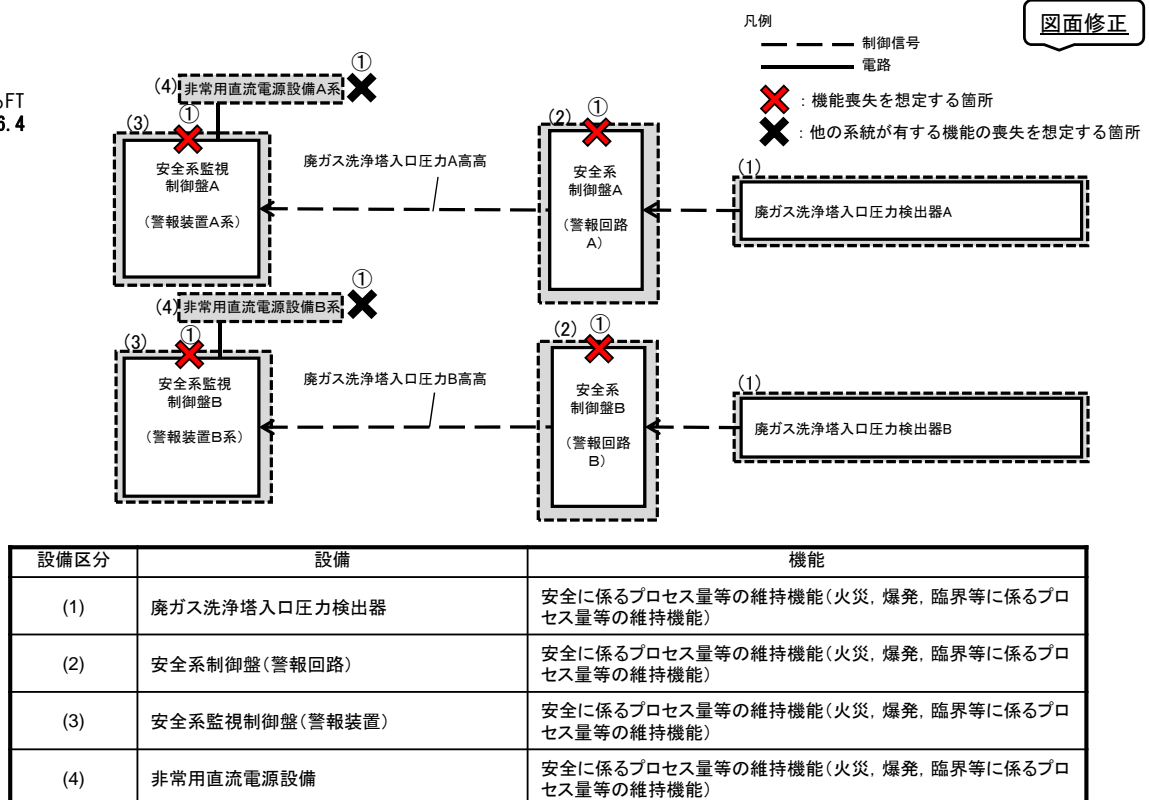 凡例
図面修正
制御信号
電路
:機能喪失を想定する箇所
:他の系統が有する機能の喪失を想定する箇所
FT
6.4
①
(4) 非常用直流電源設備A系
(3)
①
安全系監視
制御盤A
(警報装置A系)
廃ガス洗浄塔入口圧力A高高
(2)
①
安全系
制御盤A
(警報回路
A)
(1)
廃ガス洗浄塔入口圧力検出器A
①
(4) 非常用直流電源設備B系
(3)
①
安全系監視
制御盤B
(警報装置B系)
廃ガス洗浄塔入口圧力B高高
(2)
①
安全系
制御盤B
(警報回路
B)
(1)
廃ガス洗浄塔入口圧力検出器B
設備区分 設備 機能
(1) 廃ガス洗浄塔入口圧力検出器 安全に係るプロセス量等の維持機能(火災,爆発,臨界等に係るプロ
セス量等の維持機能)
(2) 安全系制御盤(警報回路) 安全に係るプロセス量等の維持機能(火災,爆発,臨界等に係るプロ
セス量等の維持機能)
(3) 安全系監視制御盤(警報装置) 安全に係るプロセス量等の維持機能(火災,爆発,臨界等に係るプロ
セス量等の維持機能)
(4) 非常用直流電源設備 安全に係るプロセス量等の維持機能(火災,爆発,臨界等に係るプロ
セス量等の維持機能)